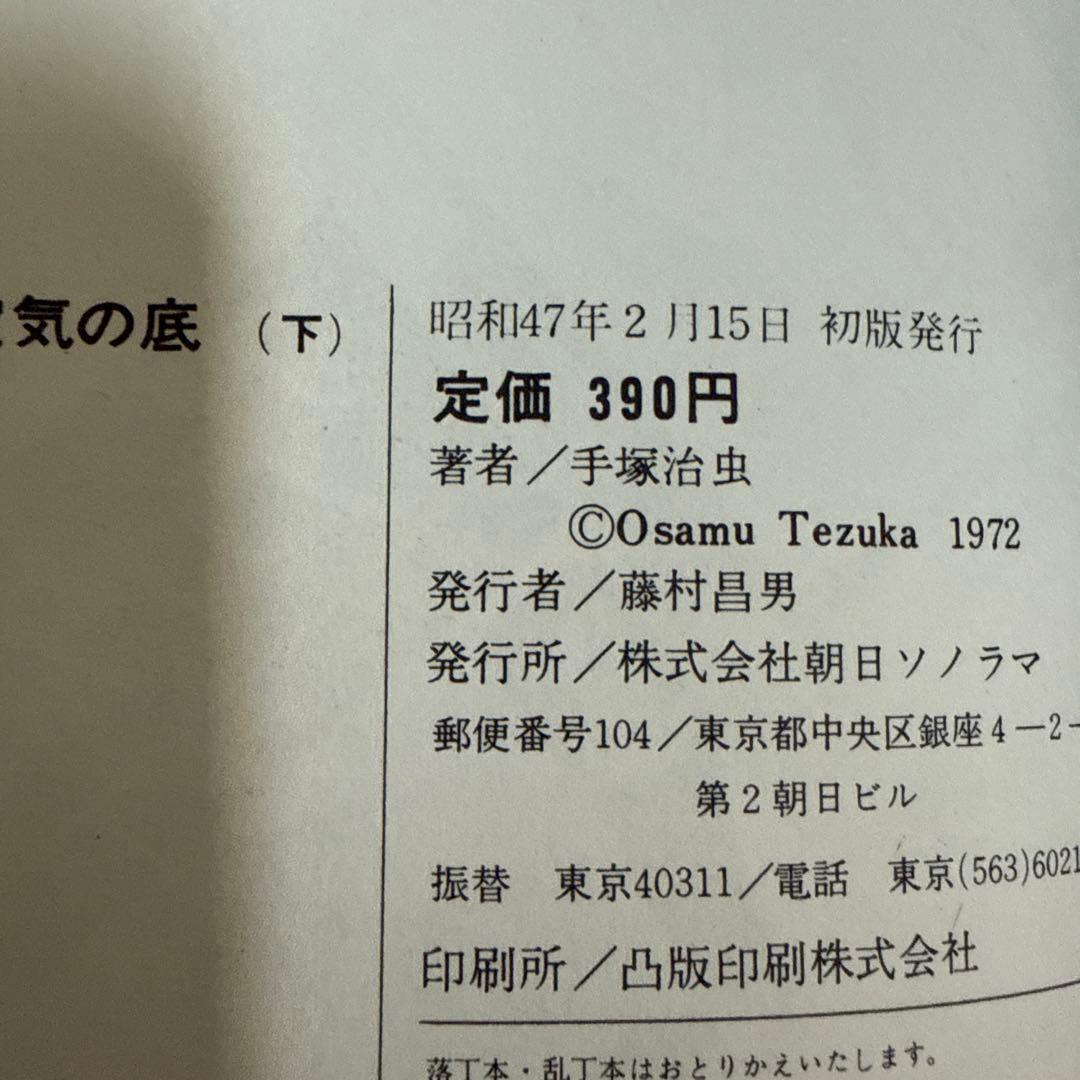 気の底 (下)
昭和47年2月15日 初版発行
定価 390円
著者／手塚治虫
©Osamu Tezuka 1972
発行者／藤村昌男
発行所／株式会社朝日ソノラマ
郵便番号104／東京都中央区銀座4－2－
第2朝日ビル
振替 東京40311／電話 東京(563)6021
印刷所／凸版印刷株式会社
落丁本・乱丁本はおとりかえいたします。